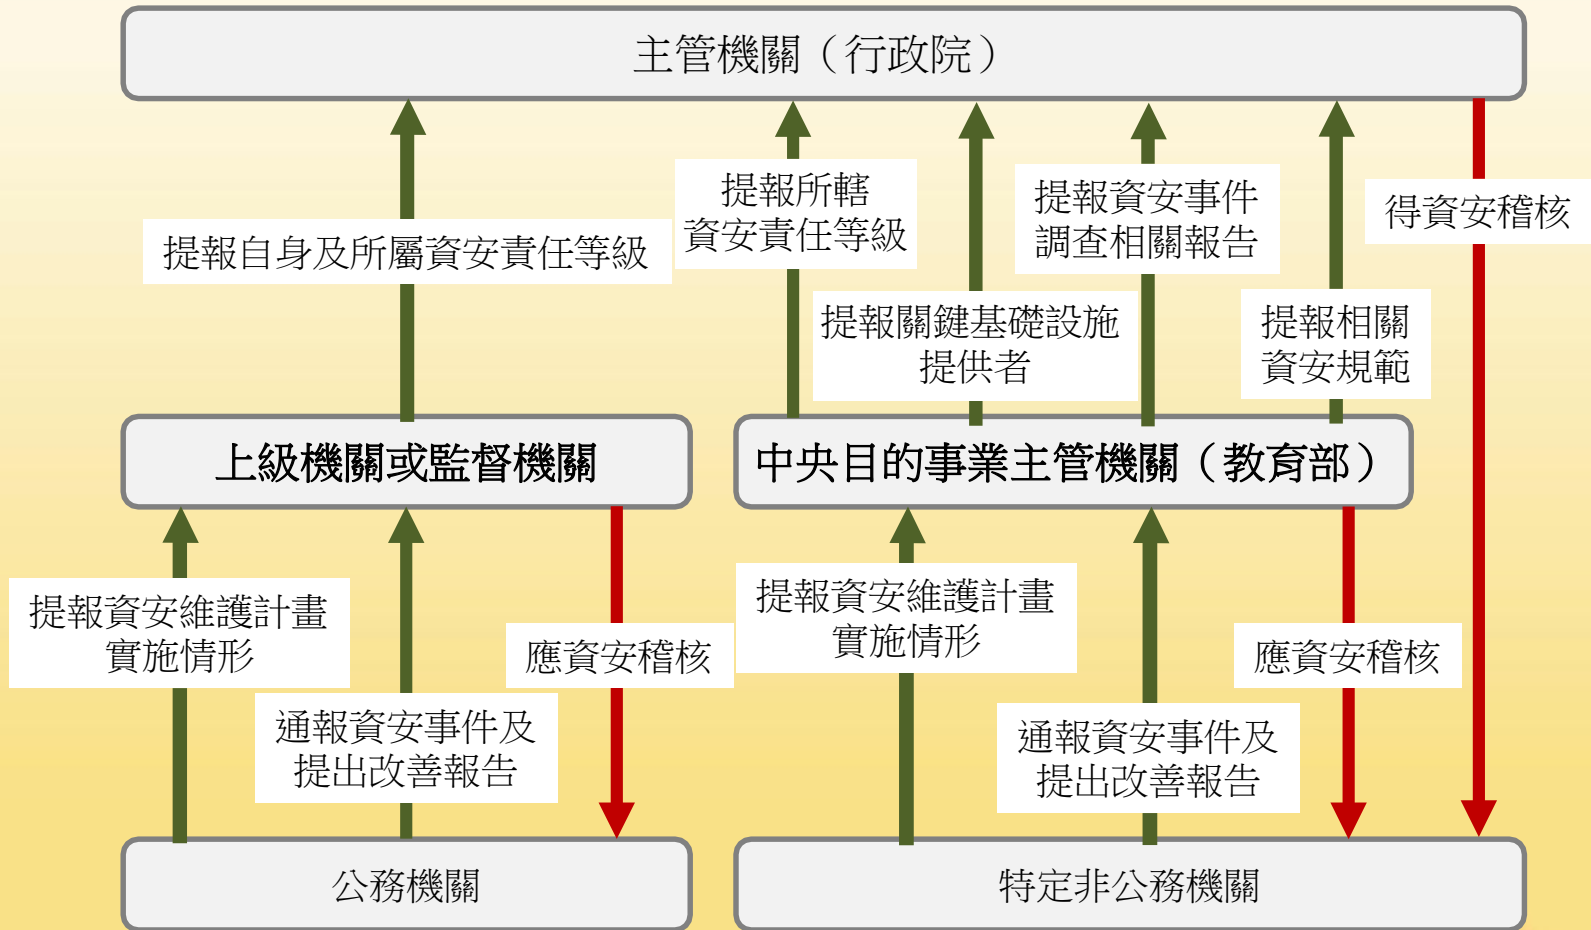 主管機關（行政院）
提報自身及所屬資安責任等級
提報所轄
資安責任等級
提報關鍵基礎設施
提供者
提報資安事件
調查相關報告
提報相關
資安規範
得資安稽核
上級機關或監督機關
中央目的事業主管機關（教育部）
提報資安維護計畫
實施情形
通報資安事件及
提出改善報告
應資安稽核
提報資安維護計畫
實施情形
通報資安事件及
提出改善報告
應資安稽核
公務機關
特定非公務機關